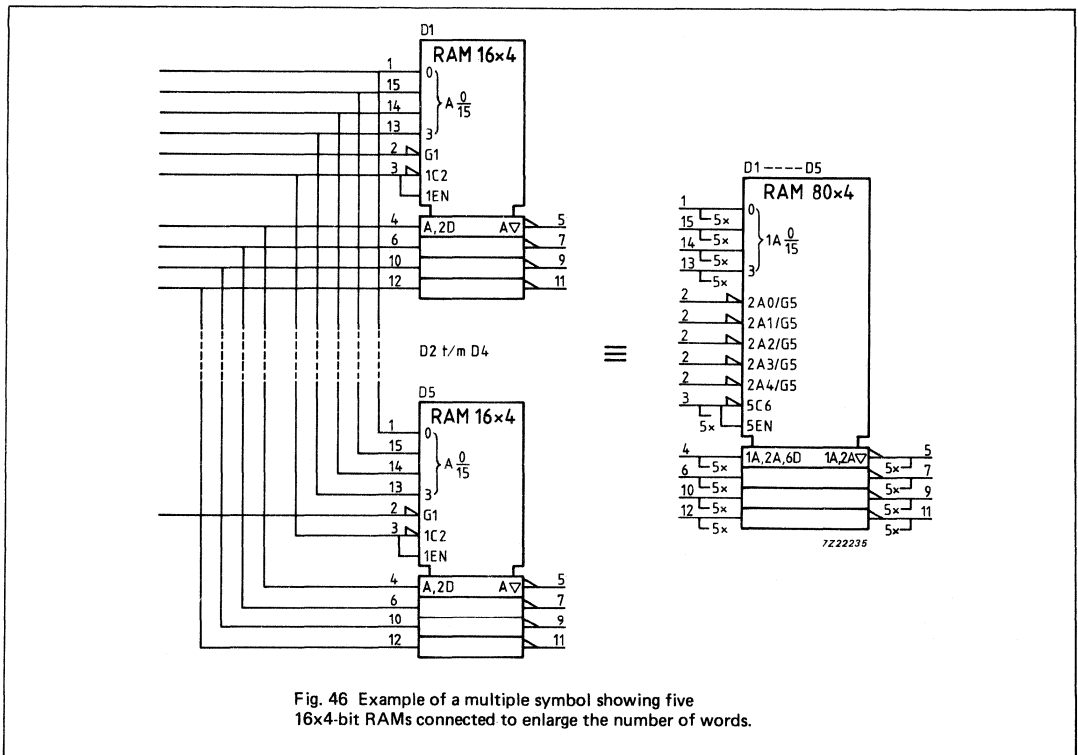 D1
RAM 16×4
1
0
15
14
13
3
A 0/15
2
G1
3
1C2
1EN
4
A,2D
A▽
5
6
7
10
9
12
11
D2 t/m D4
D5
RAM 16×4
1
0
15
14
13
3
A 0/15
2
G1
3
1C2
1EN
4
A,2D
A▽
5
6
7
10
9
12
11
≡
D1----D5
RAM 80×4
1
0
5×
15
5×
14
5×
13
3
5×
1A 0/15
2
2A0/G5
2
2A1/G5
2
2A2/G5
2
2A3/G5
2
2A4/G5
3
5C6
5×
5EN
4
1A,2A,6D
1A,2A▽
5
5×
5×
6
7
5×
5×
10
9
5×
5×
12
11
5×
5×
7Z22235
Fig. 46 Example of a multiple symbol showing five
16x4-bit RAMs connected to enlarge the number of words.